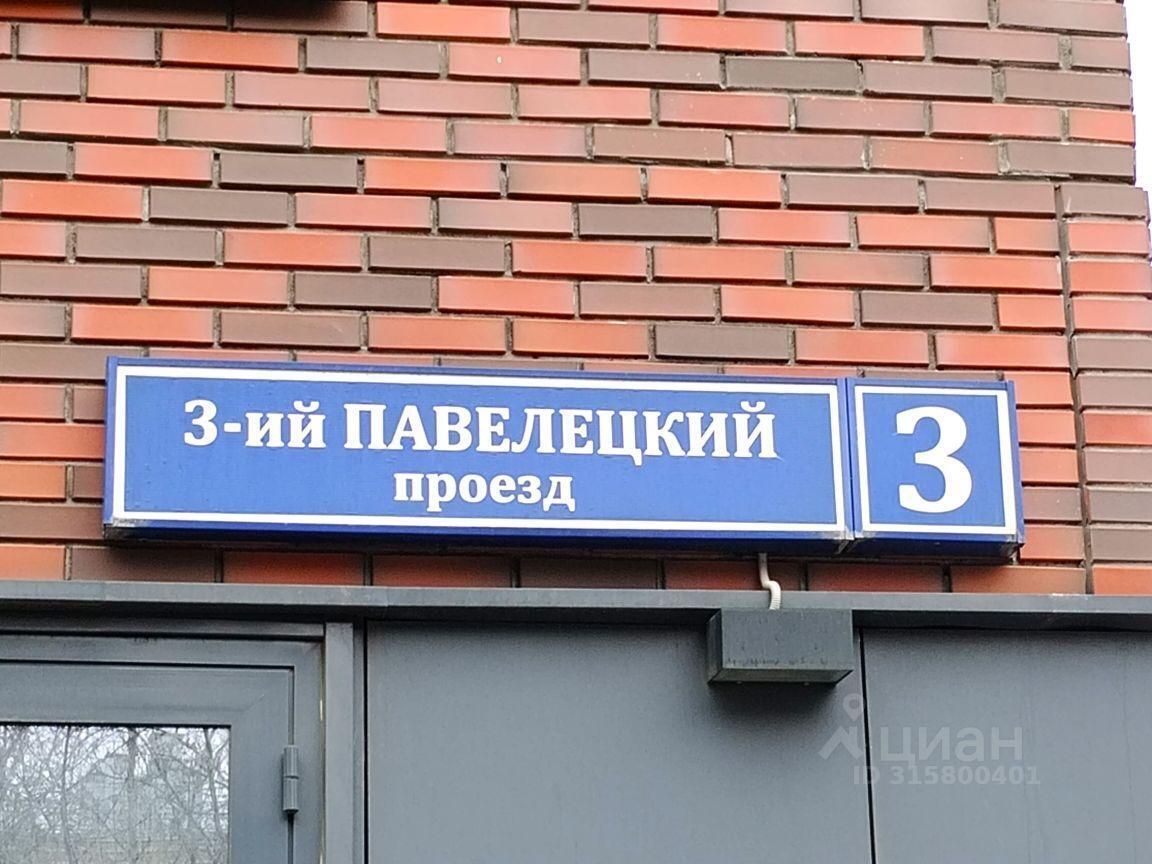 3-ий ПАВЕЛЕЦКИЙ
проезд
3
циан
ID 315800401